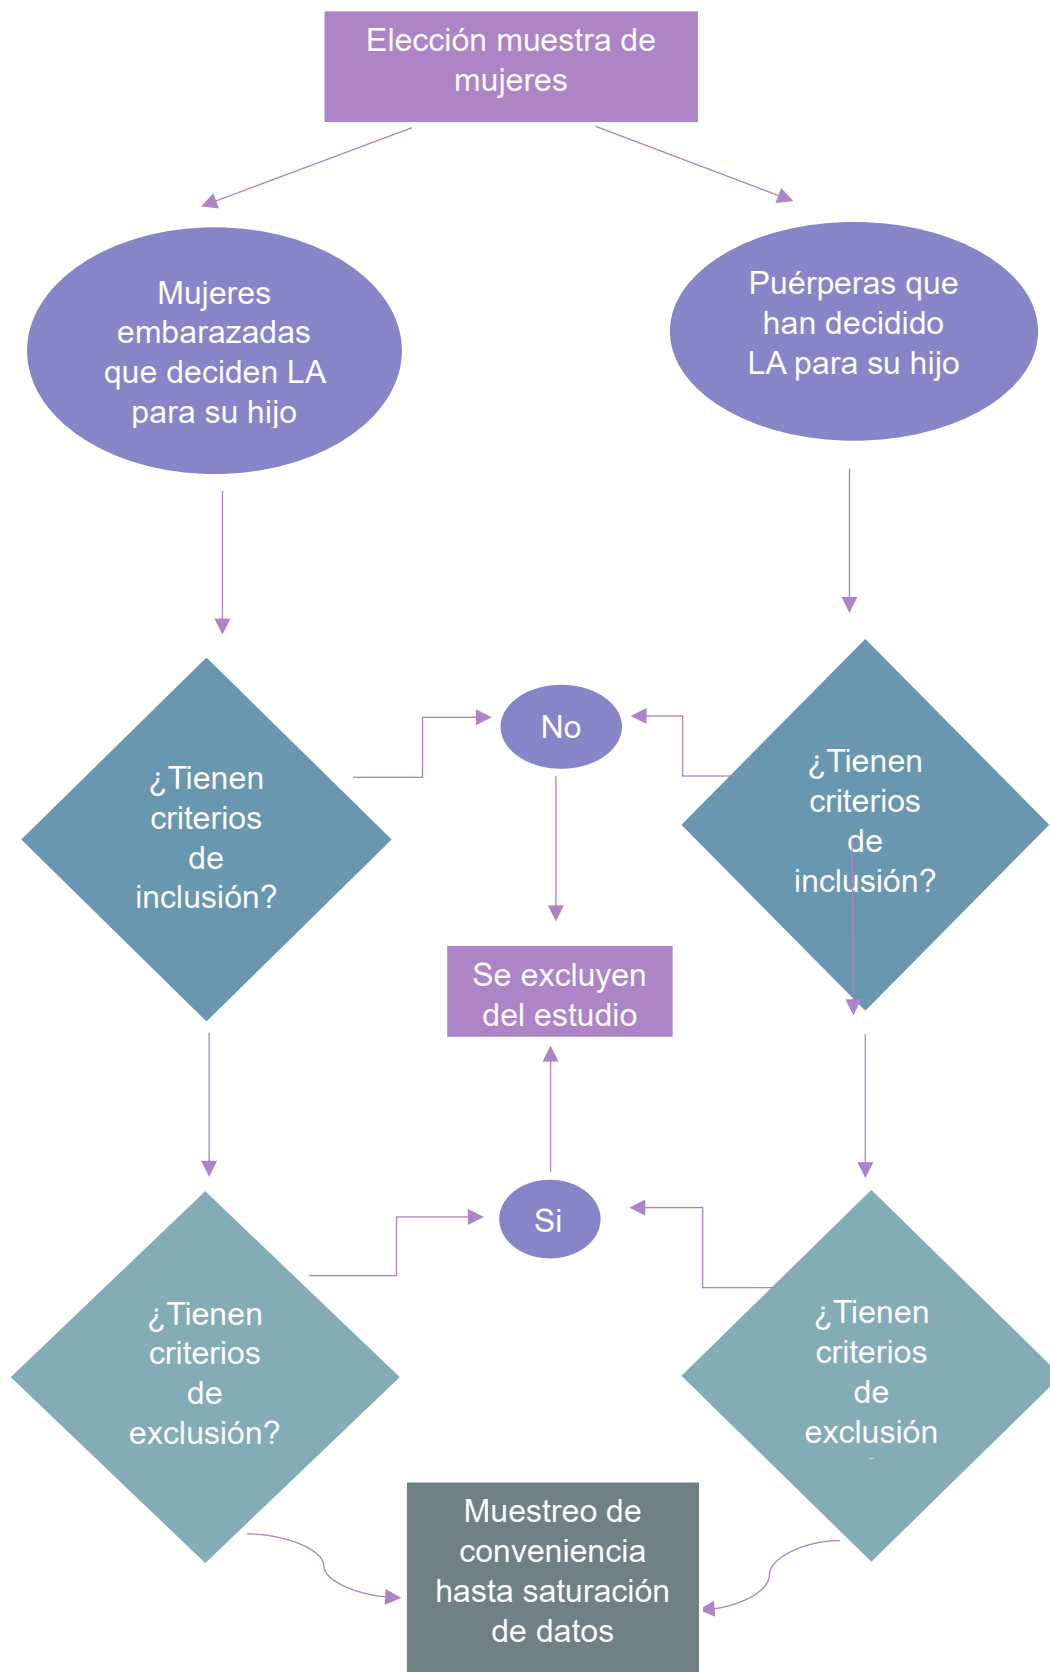 Elección muestra de
mujeres
Mujeres
embarazadas
que deciden LA
para su hijo
Puérperas que
han decidido
LA para su hijo
¿Tienen
criterios
de
inclusión?
No
¿Tienen
criterios
de
inclusión?
Se excluyen
del estudio
¿Tienen
criterios
de
exclusión?
Si
¿Tienen
criterios
de
exclusión
Muestreo de
conveniencia
hasta saturación
de datos